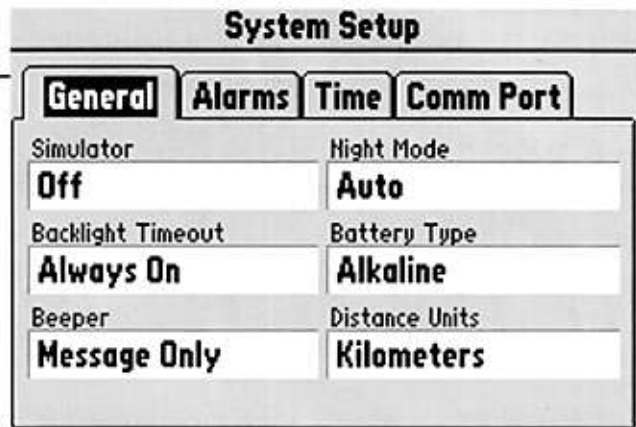 System Setup
General Alarms Time Comm Port
Simulator Night Mode
Off Auto
Backlight Timeout Battery Type
Always On Alkaline
Beeper Distance Units
Message Only Kilometers